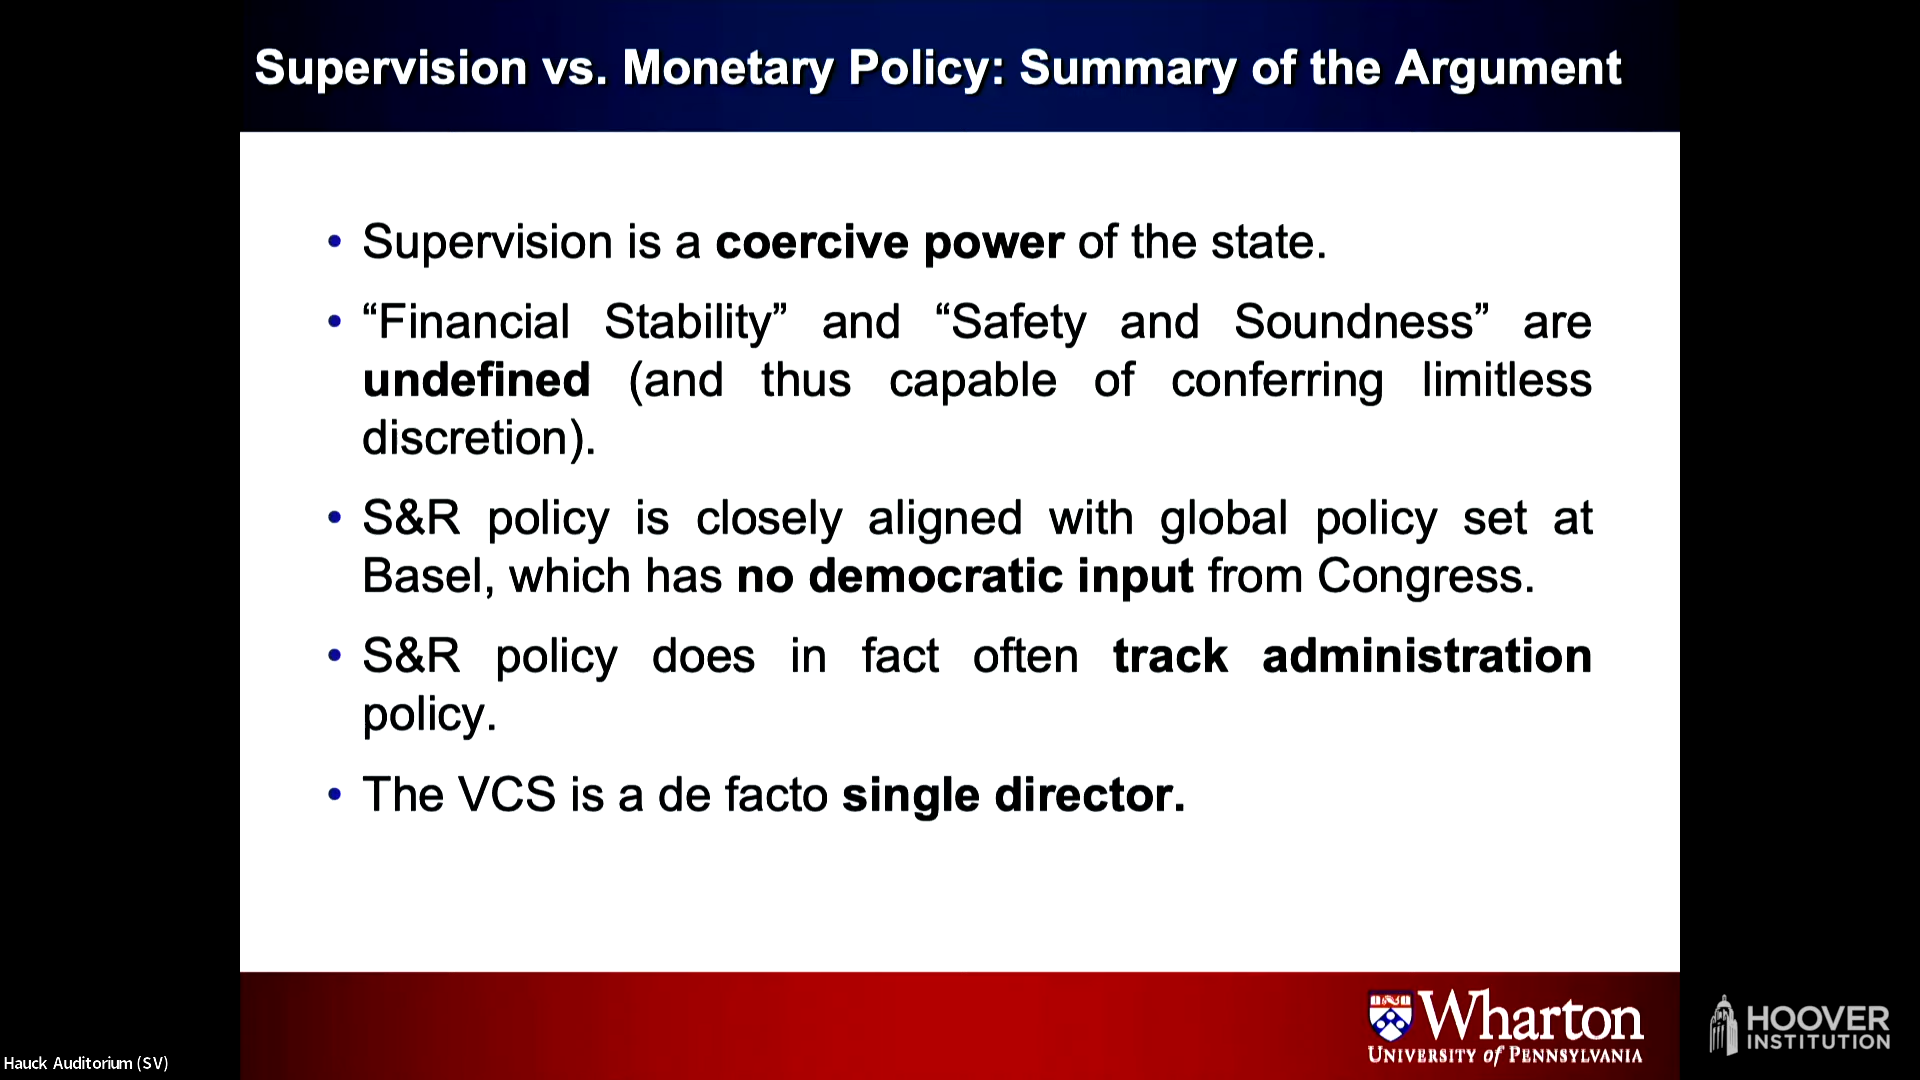 Supervision vs. Monetary Policy: Summary of the Argument
• Supervision is a coercive power of the state.
• “Financial Stability” and “Safety and Soundness” are
undefined (and thus capable of conferring limitless
discretion).
• S&R policy is closely aligned with global policy set at
Basel, which has no democratic input from Congress.
• S&R policy does in fact often track administration
policy.
• The VCS is a de facto single director.
Wharton
UNIVERSITY of PENNSYLVANIA
HOOVER
INSTITUTION
Hauck Auditorium (SV)